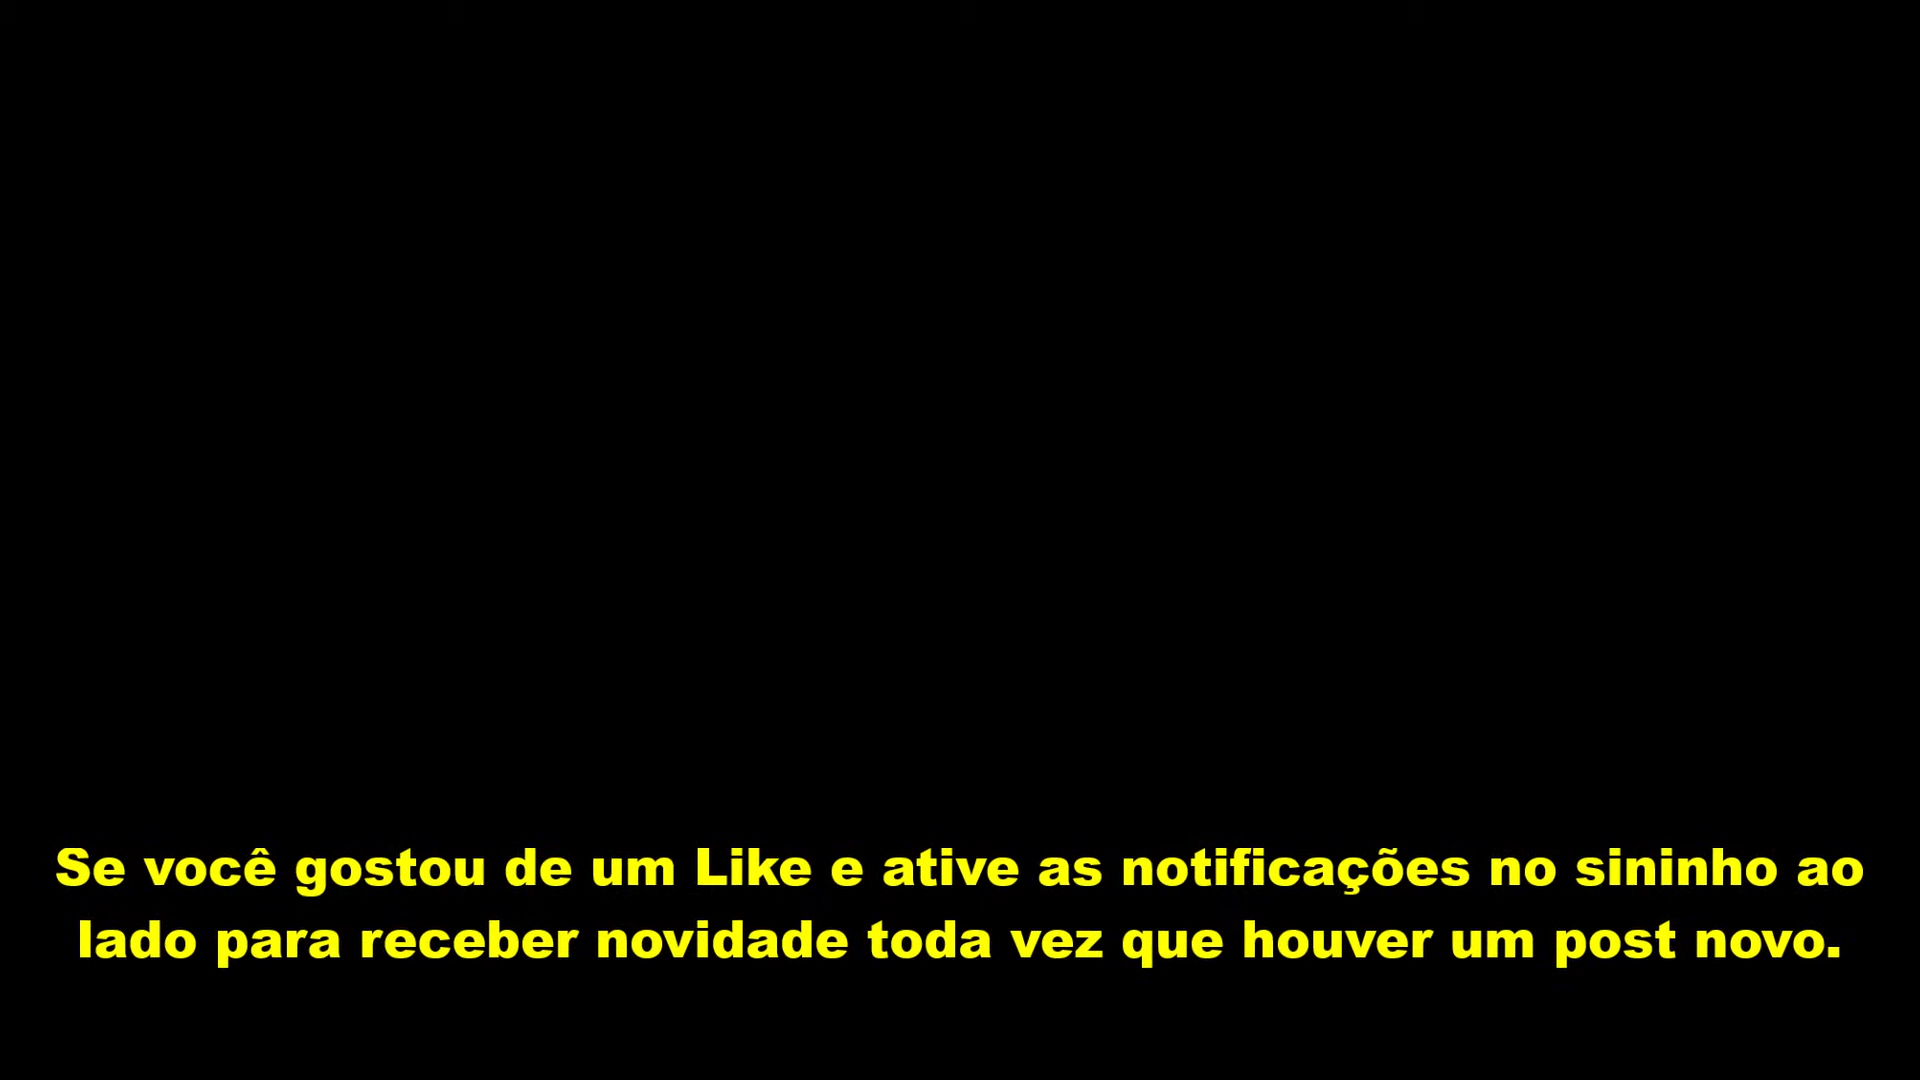 Se você gostou de um Like e ative as notificações no sininho ao
lado para receber novidade toda vez que houver um post novo.